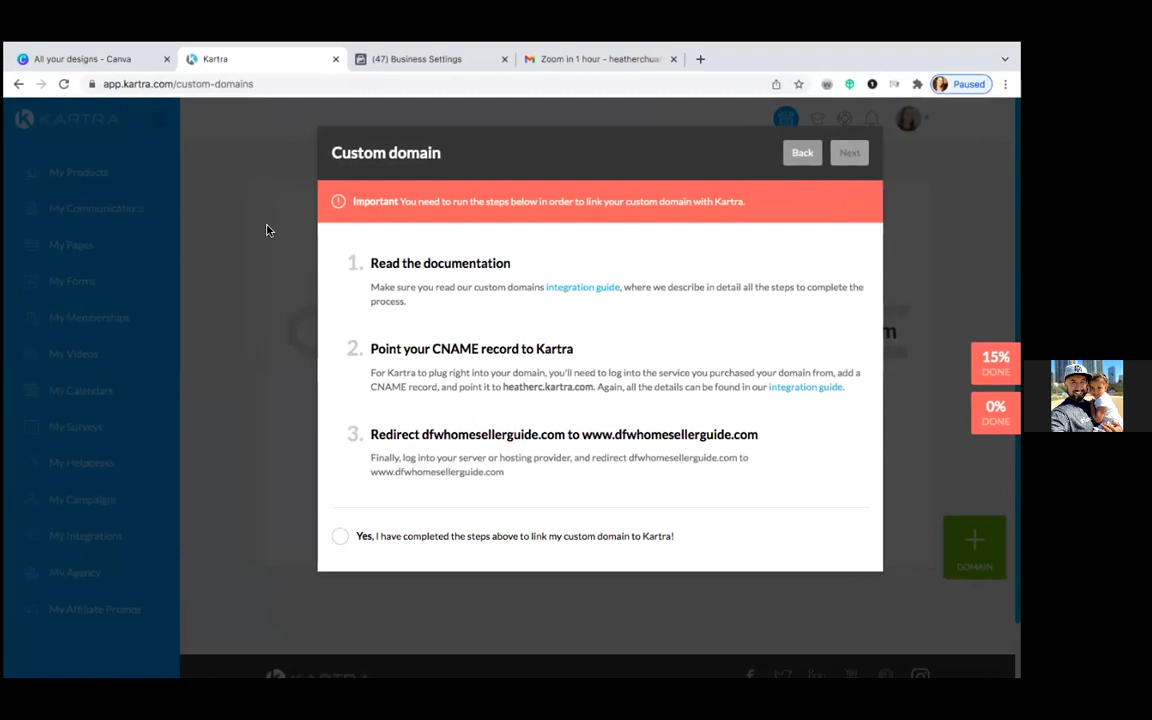 All your designs - Canva
Kartra
(47) Business Settings
Zoom in 1 hour – heatherchuar
app.kartra.com/custom-domains
Paused
KARTRA
My Products
My Communications
My Pages
My Forms
My Memberships
My Videos
My Calendars
My Surveys
My Helpdesks
My Campaigns
My Integrations
My Agency
My Affiliate Promos
Custom domain
Back
Next
Important You need to run the steps below in order to link your custom domain with Kartra.
1. Read the documentation
Make sure you read our custom domains integration guide, where we describe in detail all the steps to complete the
process.
2. Point your CNAME record to Kartra
For Kartra to plug right into your domain, you'll need to log into the service you purchased your domain from, add a
CNAME record, and point it to heatherc.kartra.com. Again, all the details can be found in our integration guide.
3. Redirect dfwhomesellerguide.com to www.dfwhomesellerguide.com
Finally, log into your server or hosting provider, and redirect dfwhomesellerguide.com to
www.dfwhomesellerguide.com
Yes, I have completed the steps above to link my custom domain to Kartra!
15%
DONE
0%
DONE
DOMAIN
KARTRA